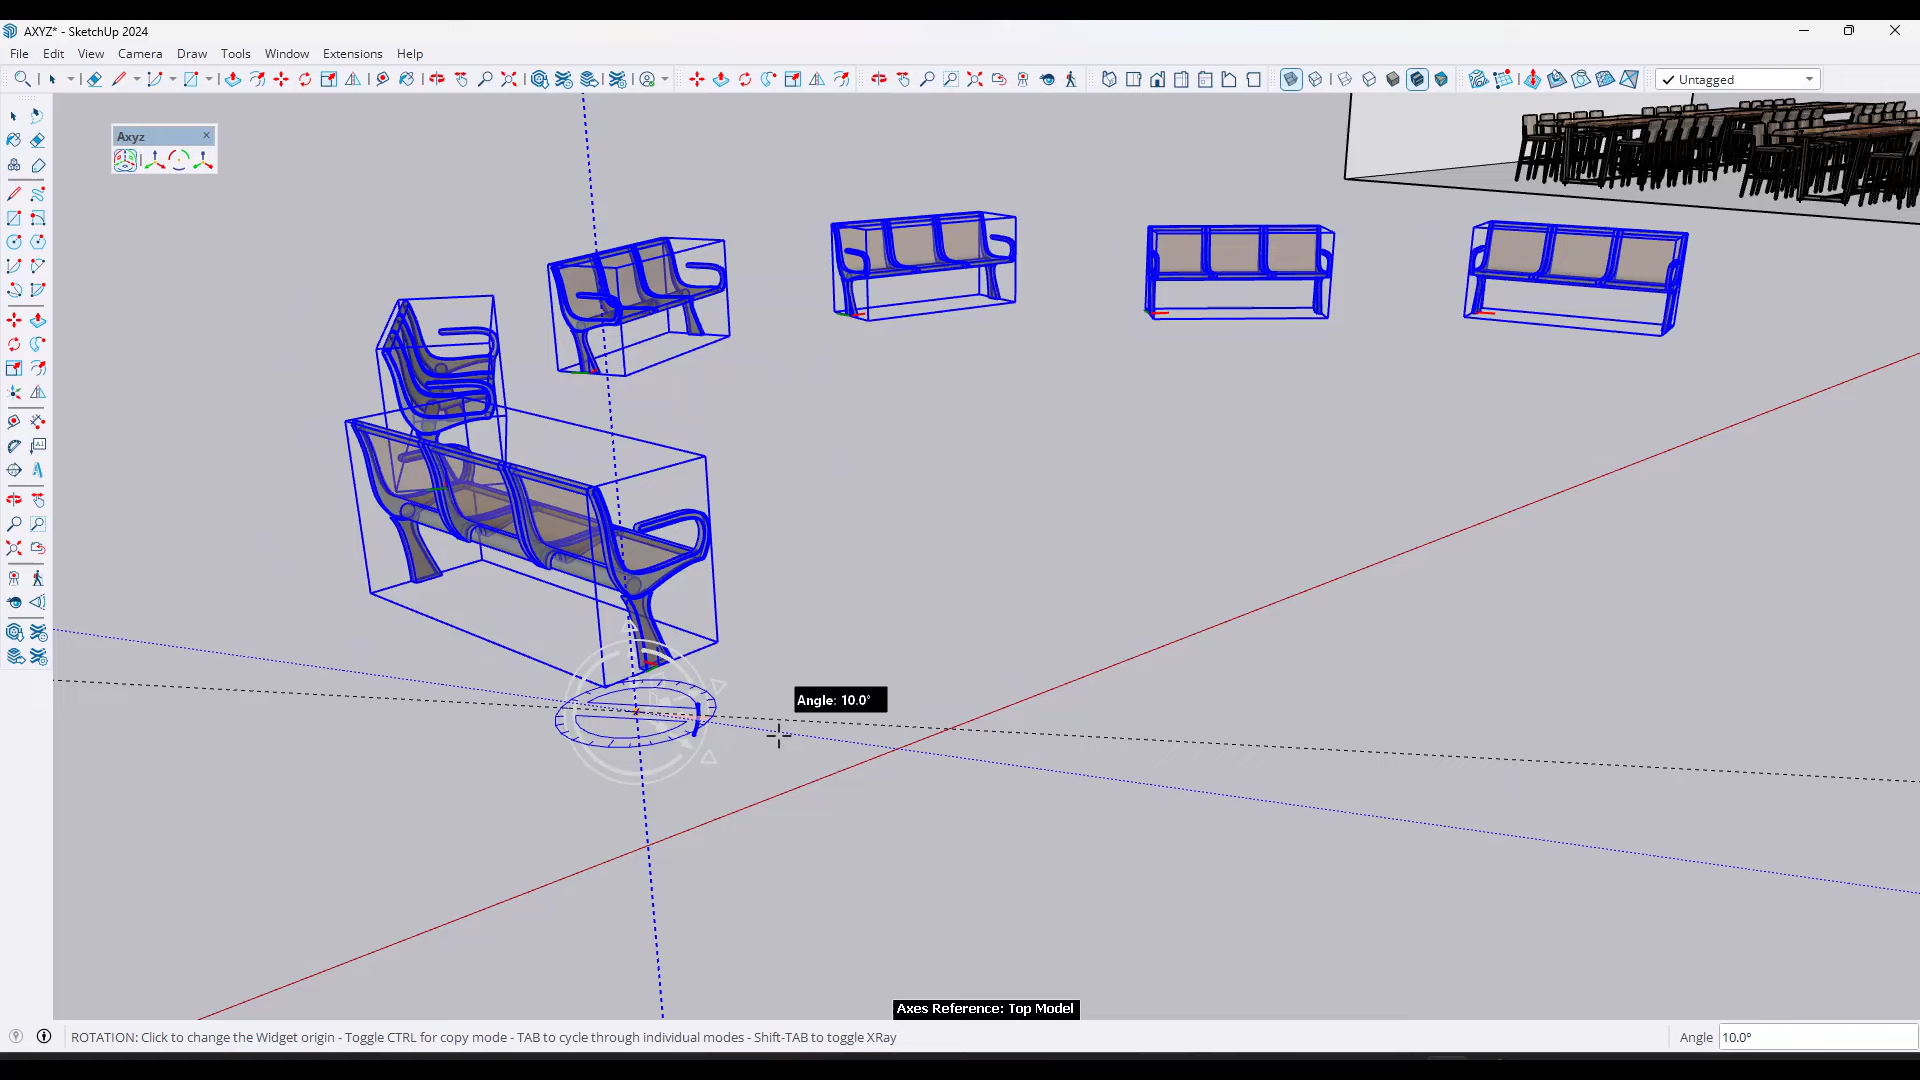 AXYZ* - SketchUp 2024
File Edit View Camera Draw Tools Window Extensions Help
Untagged
Axyz
Angle: 10.0°
Axes Reference: Top Model
ROTATION: Click to change the Widget origin - Toggle CTRL for copy mode - TAB to cycle through individual modes - Shift-TAB to toggle XRay
Angle 10.0°